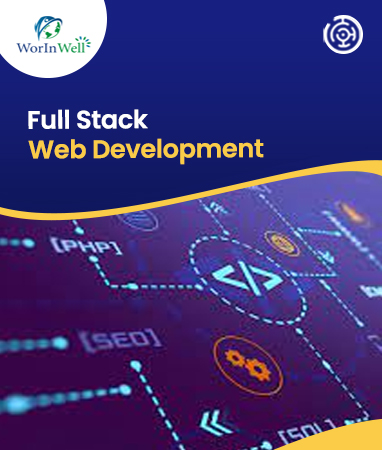 WorInWell
Full Stack
Web Development
[PHP]
</>
[SEO]
[SQL]